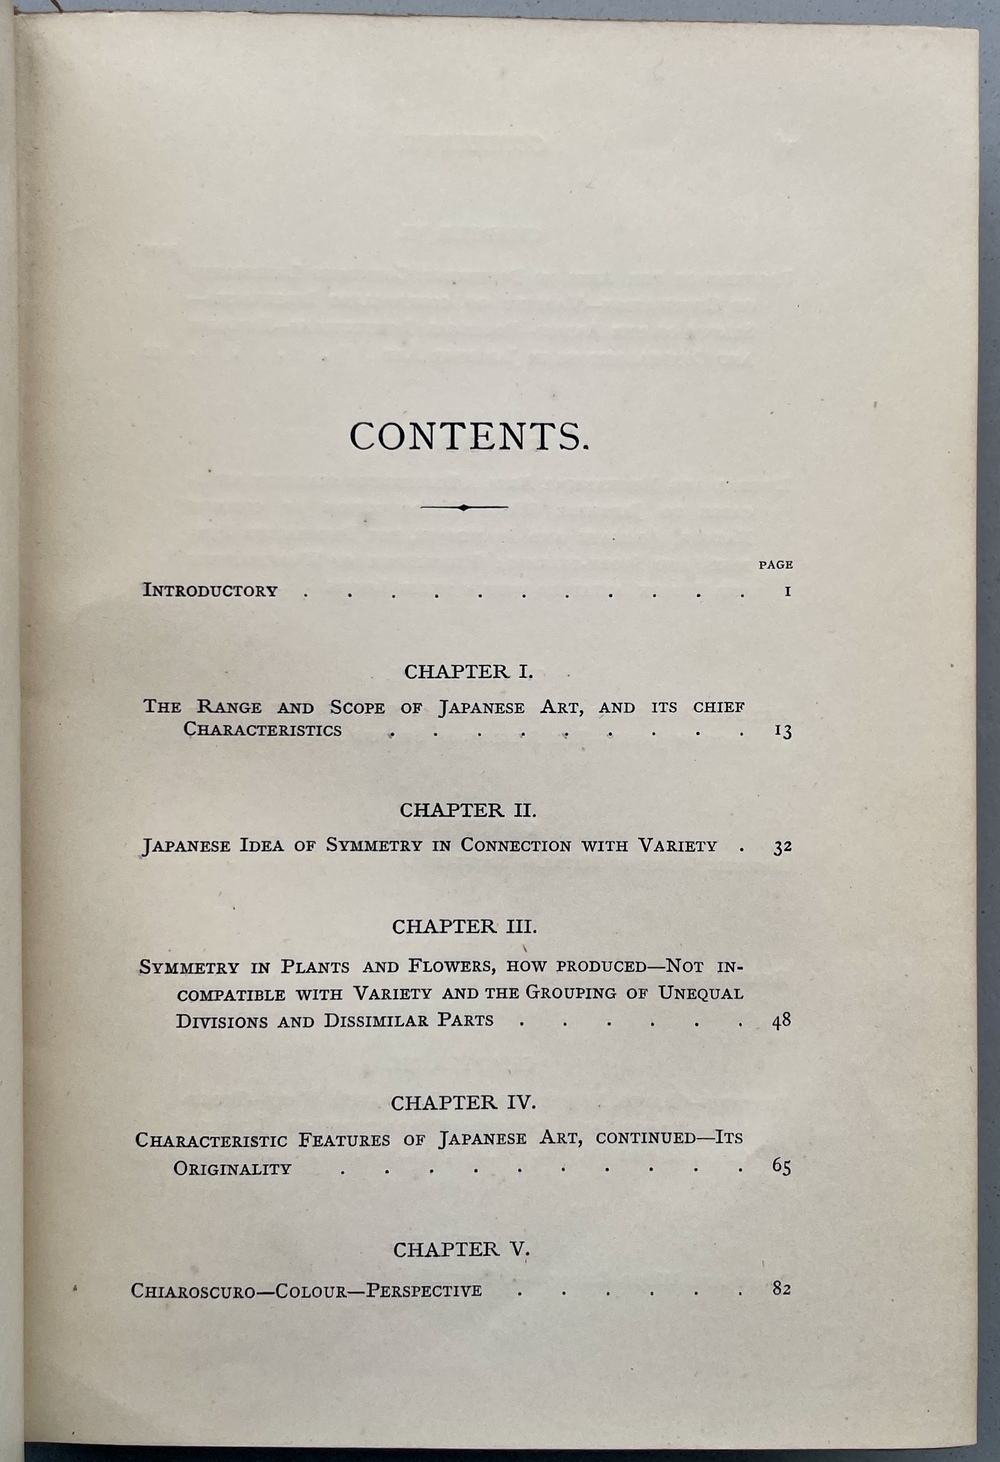 CONTENTS.
PAGE
Introductory . . . . . . . . . . . 1
CHAPTER I.
The Range and Scope of Japanese Art, and its chief
Characteristics . . . . . . . . . 13
CHAPTER II.
Japanese Idea of Symmetry in Connection with Variety . 32
CHAPTER III.
Symmetry in Plants and Flowers, how produced—Not in-
compatible with Variety and the Grouping of Unequal
Divisions and Dissimilar Parts . . . . . . 48
CHAPTER IV.
Characteristic Features of Japanese Art, continued—Its
Originality . . . . . . . . . . 65
CHAPTER V.
Chiaroscuro—Colour—Perspective . . . . . . 82